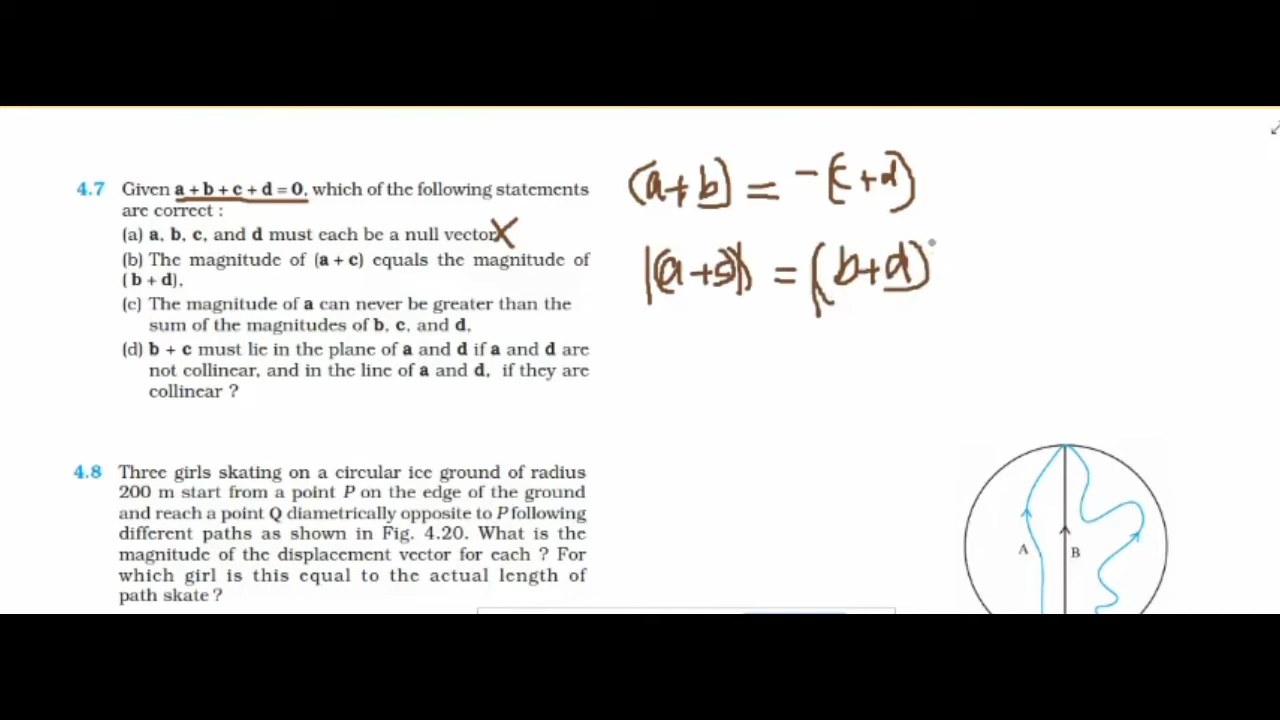 4.7 Given a + b + c + d = 0, which of the following statements
are correct :
(a) a, b, c, and d must each be a null vector
(b) The magnitude of (a + c) equals the magnitude of
( b + d),
(c) The magnitude of a can never be greater than the
sum of the magnitudes of b, c, and d,
(d) b + c must lie in the plane of a and d if a and d are
not collinear, and in the line of a and d, if they are
collinear ?
(a+b) = -(c+d)
|(a+c)| = (b+d)
4.8 Three girls skating on a circular ice ground of radius
200 m start from a point P on the edge of the ground
and reach a point Q diametrically opposite to P following
different paths as shown in Fig. 4.20. What is the
magnitude of the displacement vector for each ? For
which girl is this equal to the actual length of
path skate ?
A B